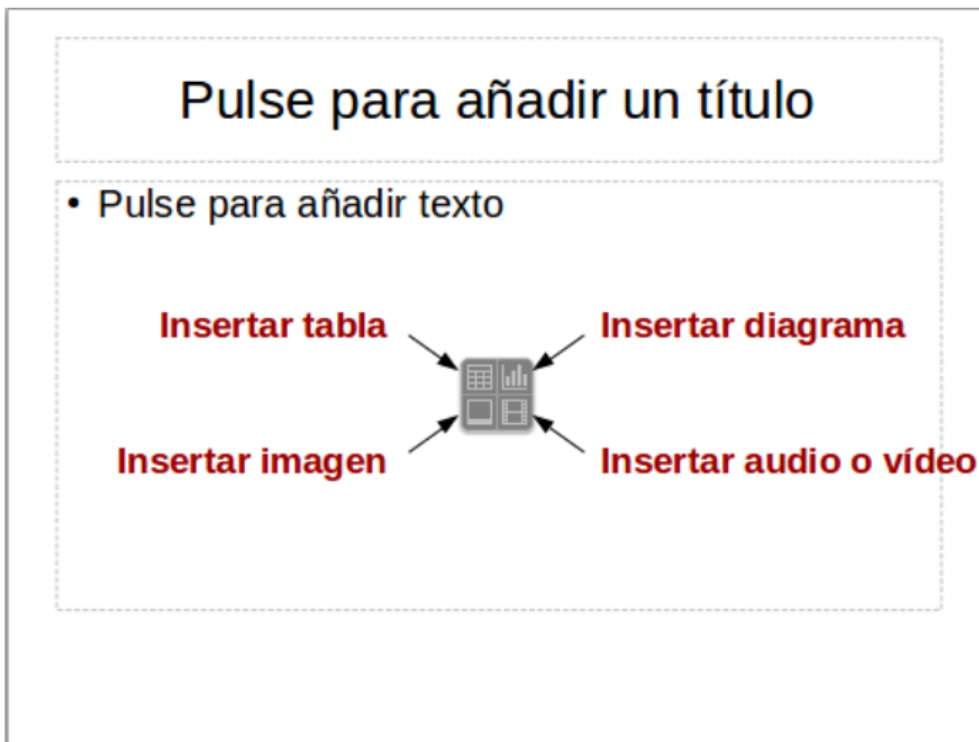 Pulse para añadir un título
• Pulse para añadir texto
Insertar tabla
Insertar diagrama
Insertar imagen
Insertar audio o vídeo